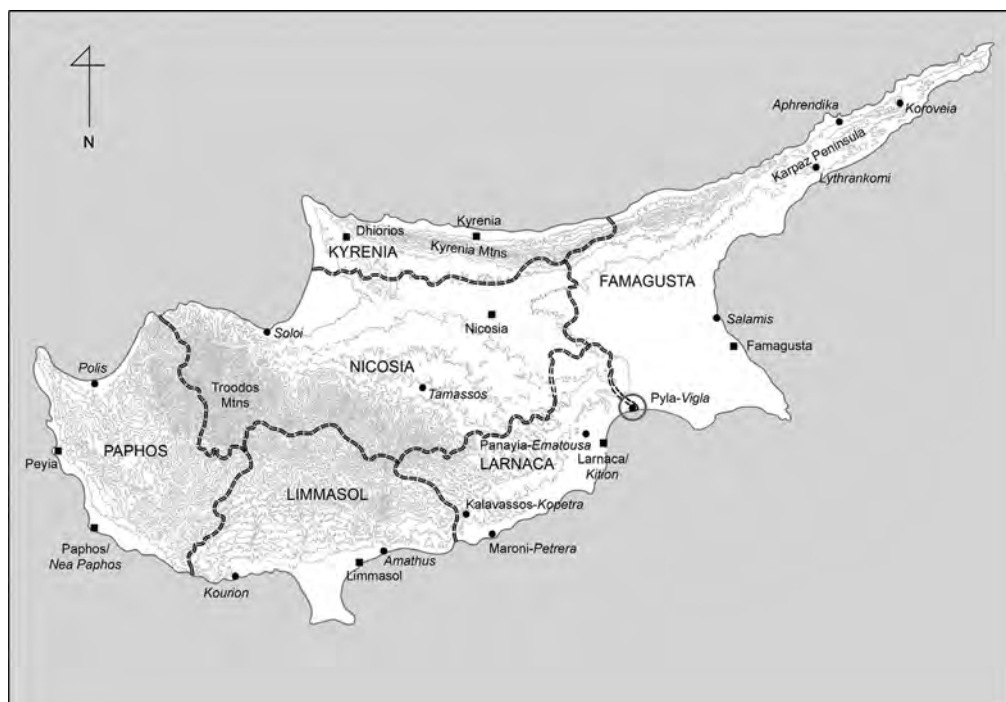 N
Aphrendika
Koroveia
Karpaz Peninsula
Lythrankomi
Kyrenia
Dhiorios
Kyrenia Mtns
KYRENIA
FAMAGUSTA
Salamis
Nicosia
Soloi
Famagusta
NICOSIA
Polis
Troodos
Mtns
Tamassos
Pyla-Vigla
Panayia-Ematousa
PAPHOS
LARNACA
Larnaca/
Kition
Peyia
LIMMASOL
Kalavassos-Kopetra
Paphos/
Nea Paphos
Maroni-Petrera
Amathus
Limmasol
Kourion